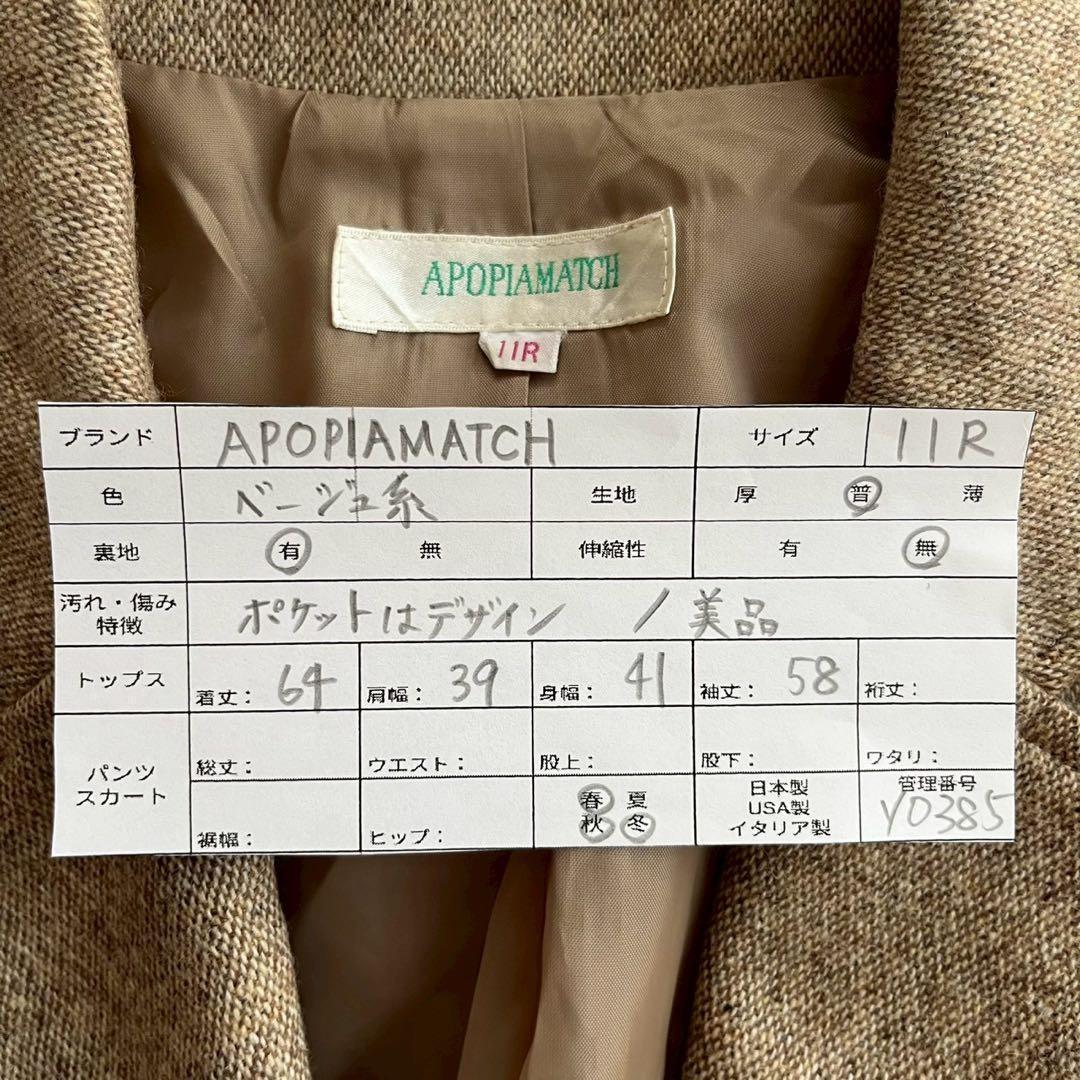 APOPIAMATCH
11R
ブランド APOPIAMATCH サイズ 11R
色 ベージュ系 生地 厚 普 薄
裏地 有 無 伸縮性 有 無
汚れ・傷み
特徴 ポケットはデザイン / 美品
トップス 着丈: 64 肩幅: 39 身幅: 41 袖丈: 58 裄丈:
パンツ
スカート
総丈: ウエスト: 股上: 股下: ワタリ:
裾幅: ヒップ:
春 夏
秋 冬
日本製
USA製
イタリア製
管理番号
Y0385